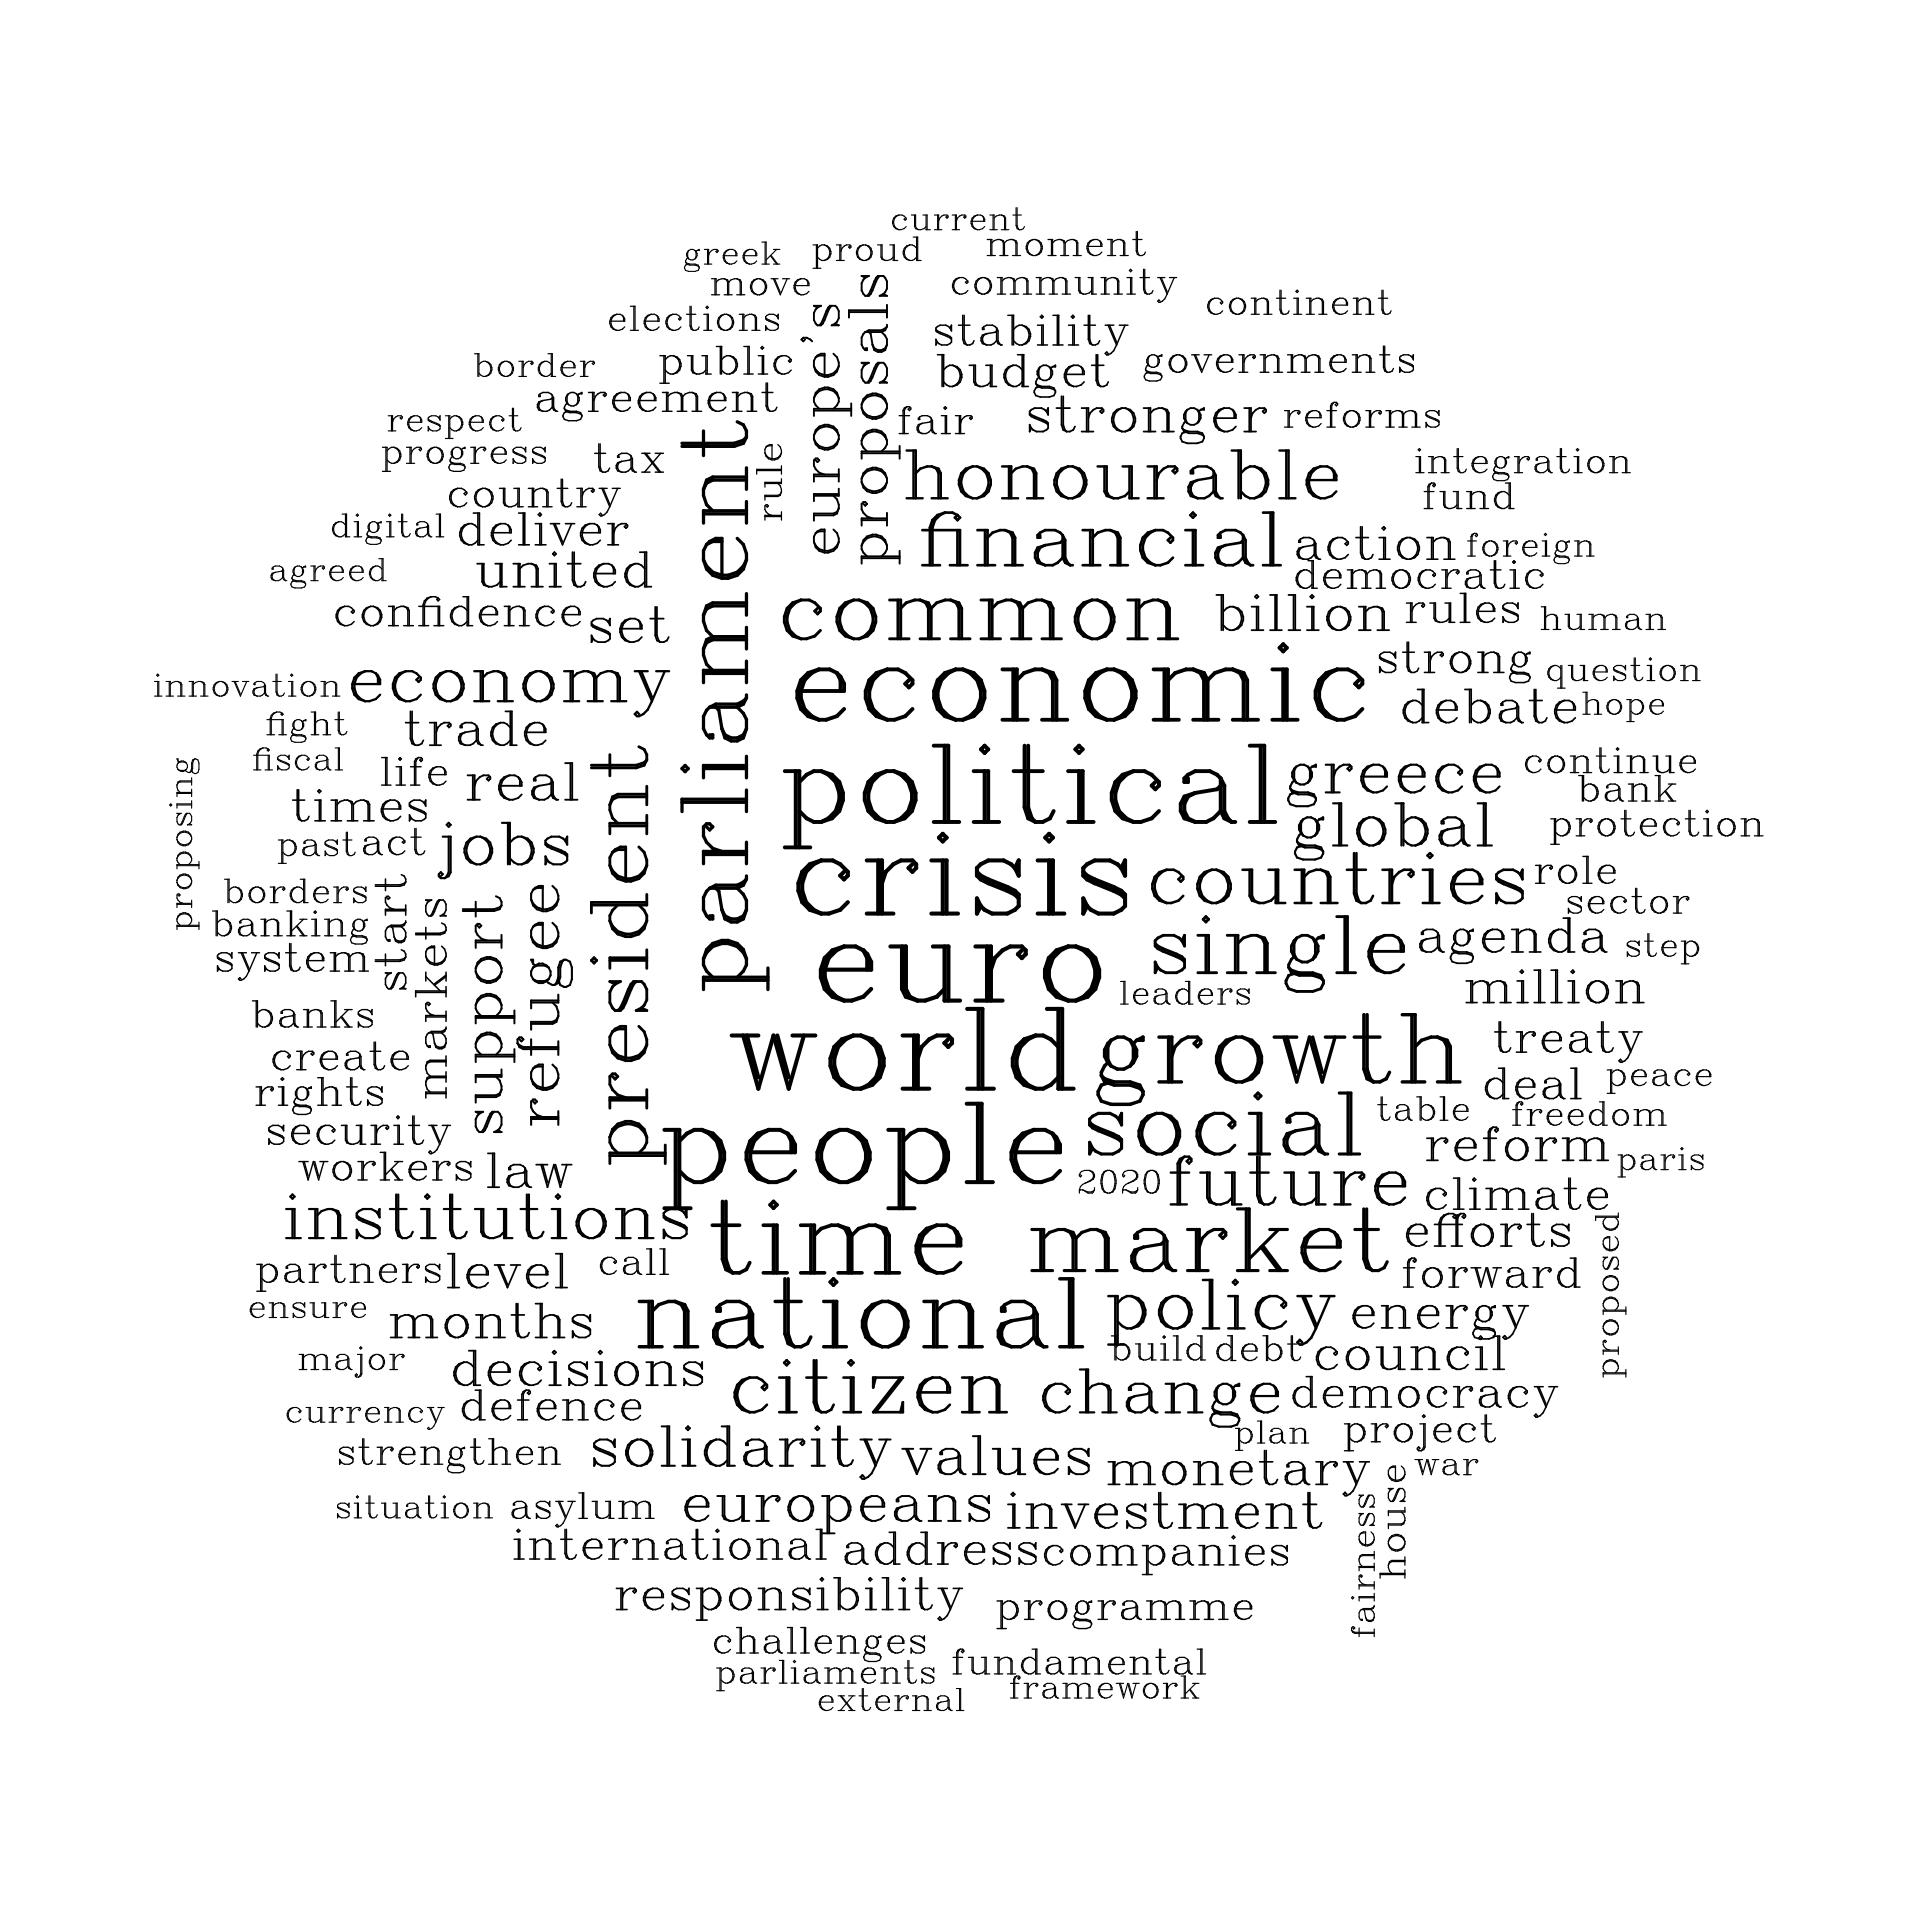 current
greek proud moment
move community
continent
elections europe's proposals stability
border public budget governments
agreement
respect fair stronger reforms
progress tax parliament rule honourable integration
country fund
digital deliver financial action foreign
agreed united democratic
confidence set common billion rules human
innovation economy economic strong question
fight trade debate hope
fiscal life real political greece continue
proposing times president bank
past act jobs global protection
crisis countries role
borders start markets support refugee sector
banking euro single agenda step
system leaders million
banks world growth treaty
create deal peace
rights people social table freedom
security reform paris
workers law 2020 future climate
institutions time market efforts proposed
partners level call forward
ensure months national policy energy
major decisions build debt council
currency defence citizen change democracy
strengthen solidarity values plan project
monetary war
situation asylum europeans investment fairness house
international address companies
responsibility programme
challenges
parliaments fundamental
external framework